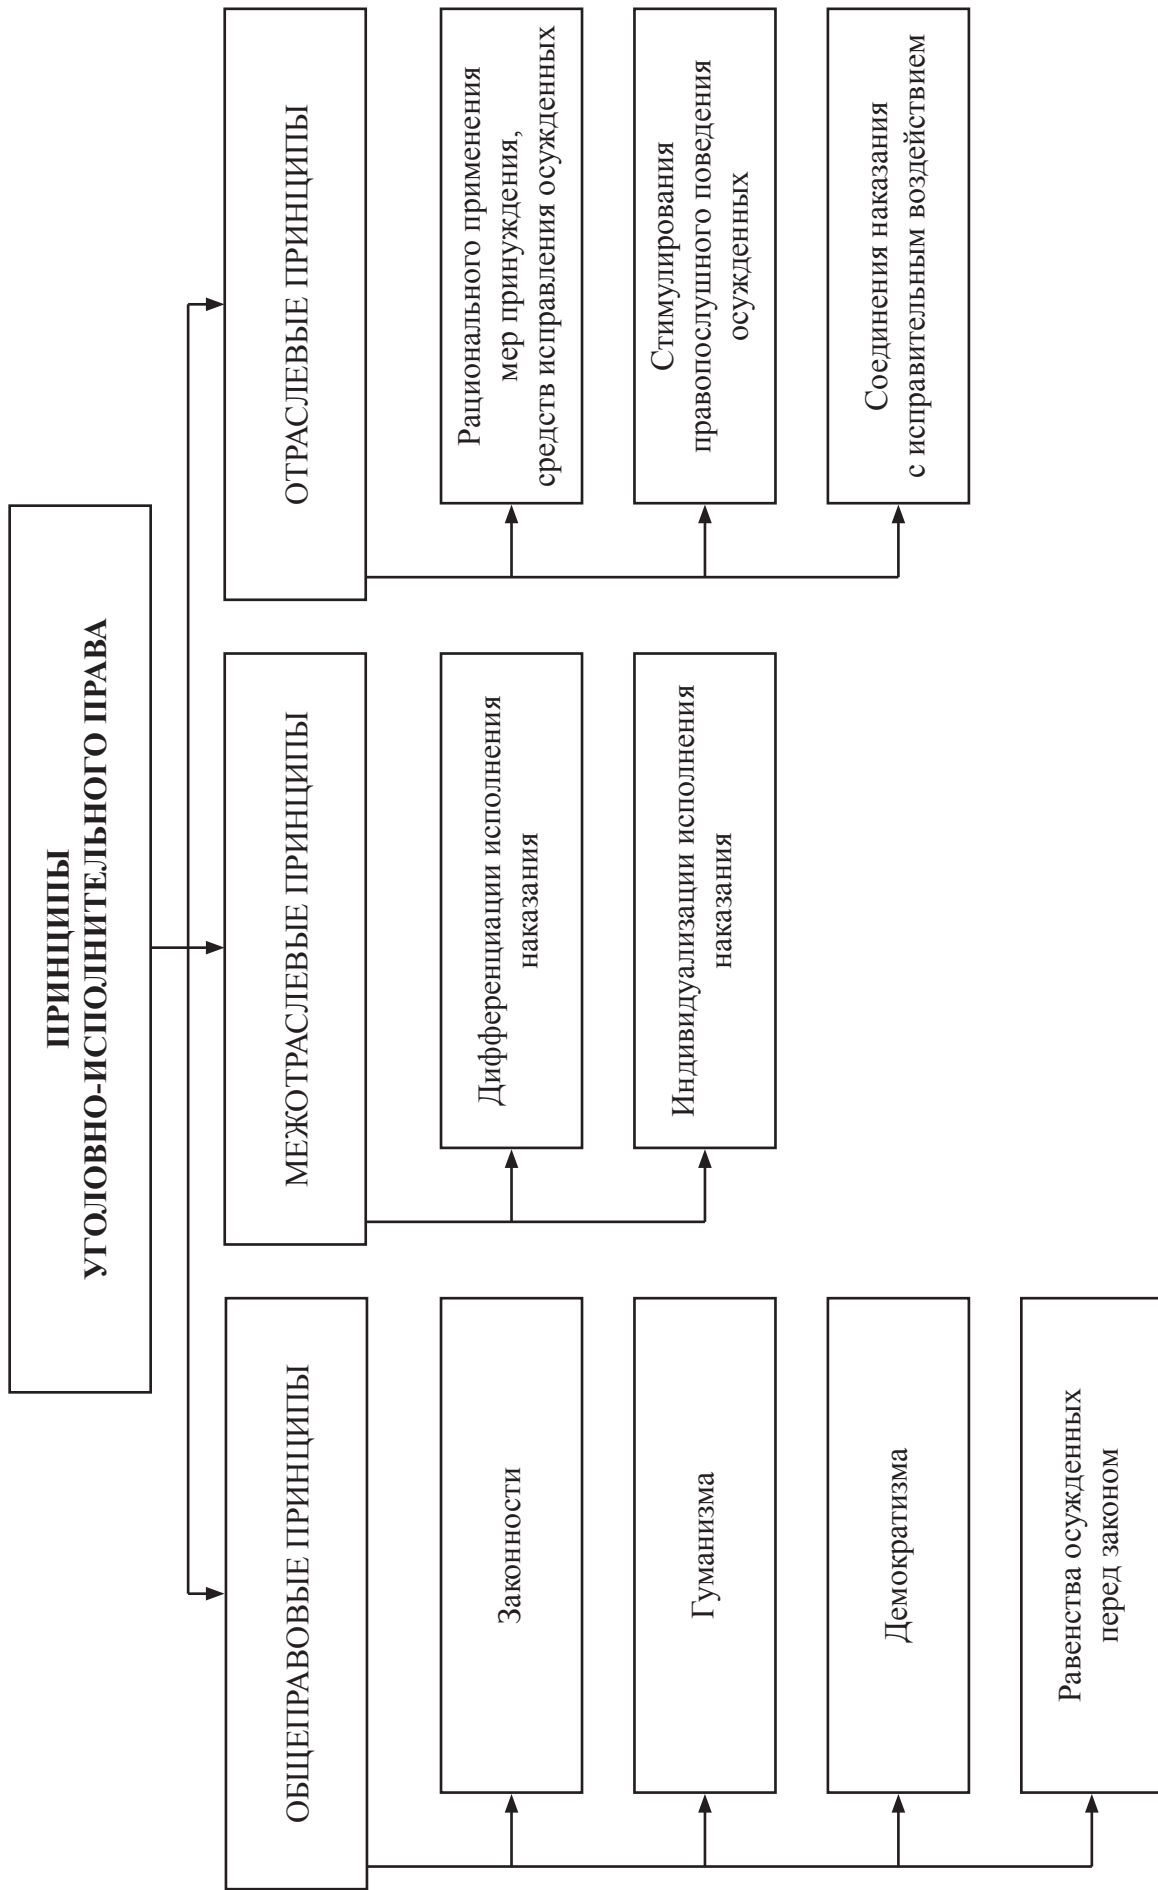 ПРИНЦИПЫ
УГОЛОВНО-ИСПОЛНИТЕЛЬНОГО ПРАВА
ОБЩЕПРАВОВЫЕ ПРИНЦИПЫ
Законности
Гуманизма
Демократизма
Равенства осужденных
перед законом
МЕЖОТРАСЛЕВЫЕ ПРИНЦИПЫ
Дифференциации исполнения
наказания
Индивидуализации исполнения
наказания
ОТРАСЛЕВЫЕ ПРИНЦИПЫ
Рационального применения
мер принуждения,
средств исправления осужденных
Стимулирования
правопослушного поведения
осужденных
Соединения наказания
с исправительным воздействием